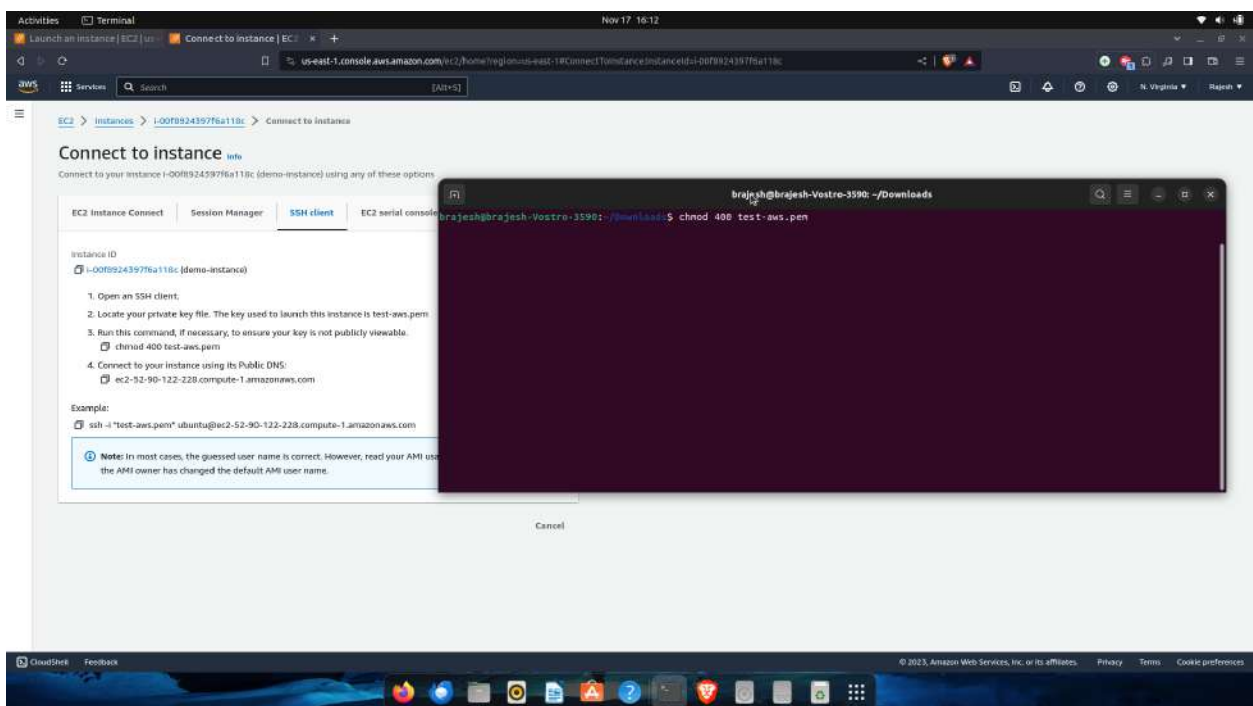 Activities Terminal Nov 17 16:12
Launch an instance | EC2 | us- Connect to instance | EC
us-east-1.console.aws.amazon.com/ec2/home?region=us-east-1#ConnectToInstance:instanceId=i-00f8924397f6a118c
aws Services Search [Alt+S] N. Virginia Rajesh
EC2 > Instances > i-00f8924397f6a118c > Connect to instance
Connect to instance Info
Connect to your instance i-00f8924397f6a118c (demo-instance) using any of these options
EC2 Instance Connect Session Manager SSH client EC2 serial console
Instance ID
i-00f8924397f6a118c (demo-instance)
1. Open an SSH client.
2. Locate your private key file. The key used to launch this instance is test-aws.pem
3. Run this command, if necessary, to ensure your key is not publicly viewable.
chmod 400 test-aws.pem
4. Connect to your instance using its Public DNS:
ec2-52-90-122-228.compute-1.amazonaws.com
Example:
ssh -i "test-aws.pem" ubuntu@ec2-52-90-122-228.compute-1.amazonaws.com
Note: In most cases, the guessed user name is correct. However, read your AMI usa
the AMI owner has changed the default AMI user name.
Cancel
brajesh@brajesh-Vostro-3590: ~/Downloads
brajesh@brajesh-Vostro-3590:~/Downloads$ chmod 400 test-aws.pem
CloudShell Feedback © 2023, Amazon Web Services, Inc. or its affiliates. Privacy Terms Cookie preferences